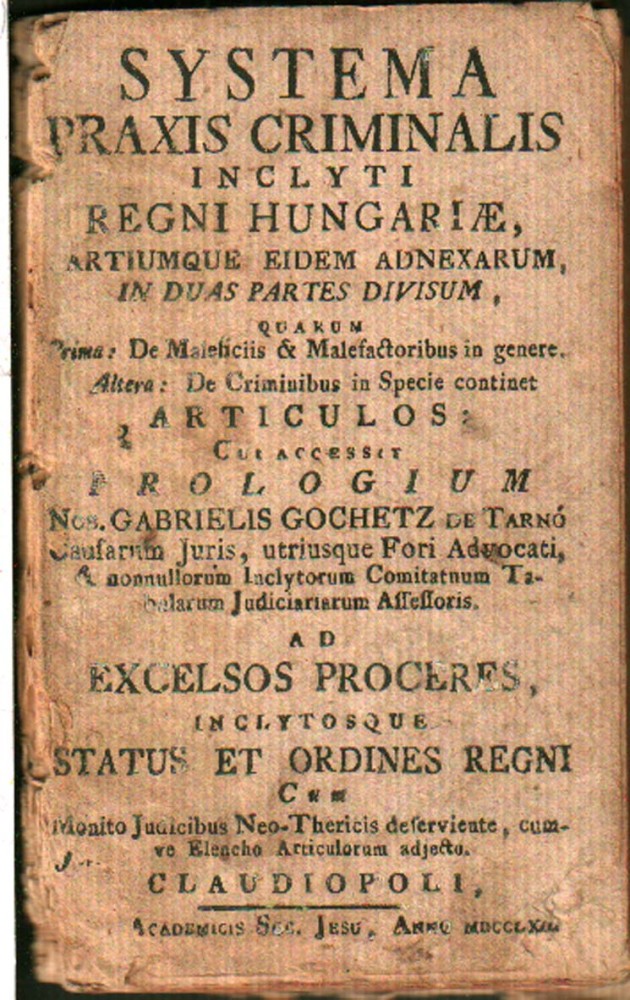 SYSTEMA
PRAXIS CRIMINALIS
INCLYTI
REGNI HUNGARIÆ,
ARTIUMQUE EIDEM ADNEXARUM,
IN DUAS PARTES DIVISUM,
QUARUM
Prima: De Maleficiis & Malefactoribus in genere.
Altera: De Criminibus in Specie continet
ARTICULOS:
CUI ACCESSIT
PROLOGIUM
Nob. GABRIELIS GOCHETZ DE TARNÓ
Causarum Juris, utriusque Fori Advocati,
& nonnullorum Inclytorum Comitatnum Ta-
bularum Judiciariarum Assessoris.
AD
EXCELSOS PROCERES,
INCLYTOSQUE
STATUS ET ORDINES REGNI
Cum
Monito Judicibus Neo-Thericis deserviente, cum-
ve Elencho Articulorum adjecto.
CLAUDIOPOLI,
ACADEMICIS SOC. JESU, ANNO